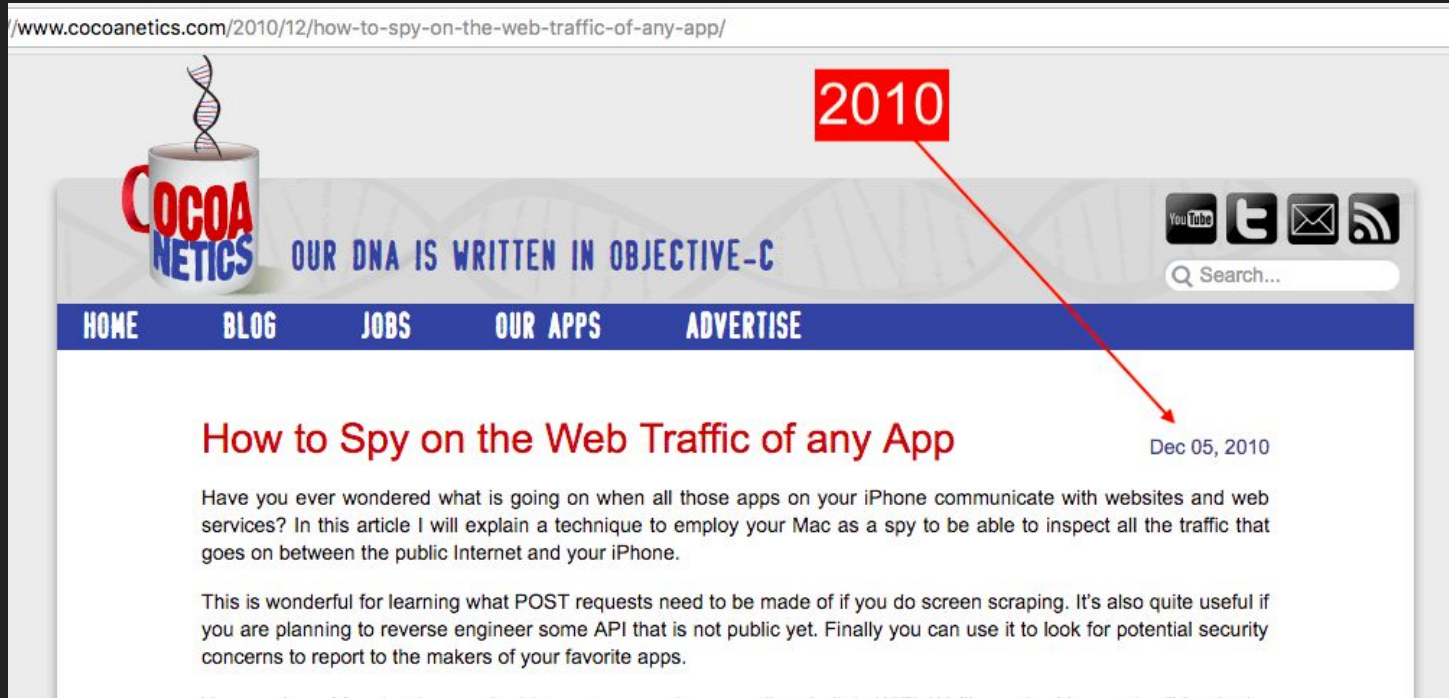 /www.cocoanetics.com/2010/12/how-to-spy-on-the-web-traffic-of-any-app/
2010
COCOA
NETICS
OUR DNA IS WRITTEN IN OBJECTIVE-C
YouTube
t
Search...
HOME BLOG JOBS OUR APPS ADVERTISE
How to Spy on the Web Traffic of any App
Dec 05, 2010
Have you ever wondered what is going on when all those apps on your iPhone communicate with websites and web
services? In this article I will explain a technique to employ your Mac as a spy to be able to inspect all the traffic that
goes on between the public Internet and your iPhone.
This is wonderful for learning what POST requests need to be made of if you do screen scraping. It's also quite useful if
you are planning to reverse engineer some API that is not public yet. Finally you can use it to look for potential security
concerns to report to the makers of your favorite apps.